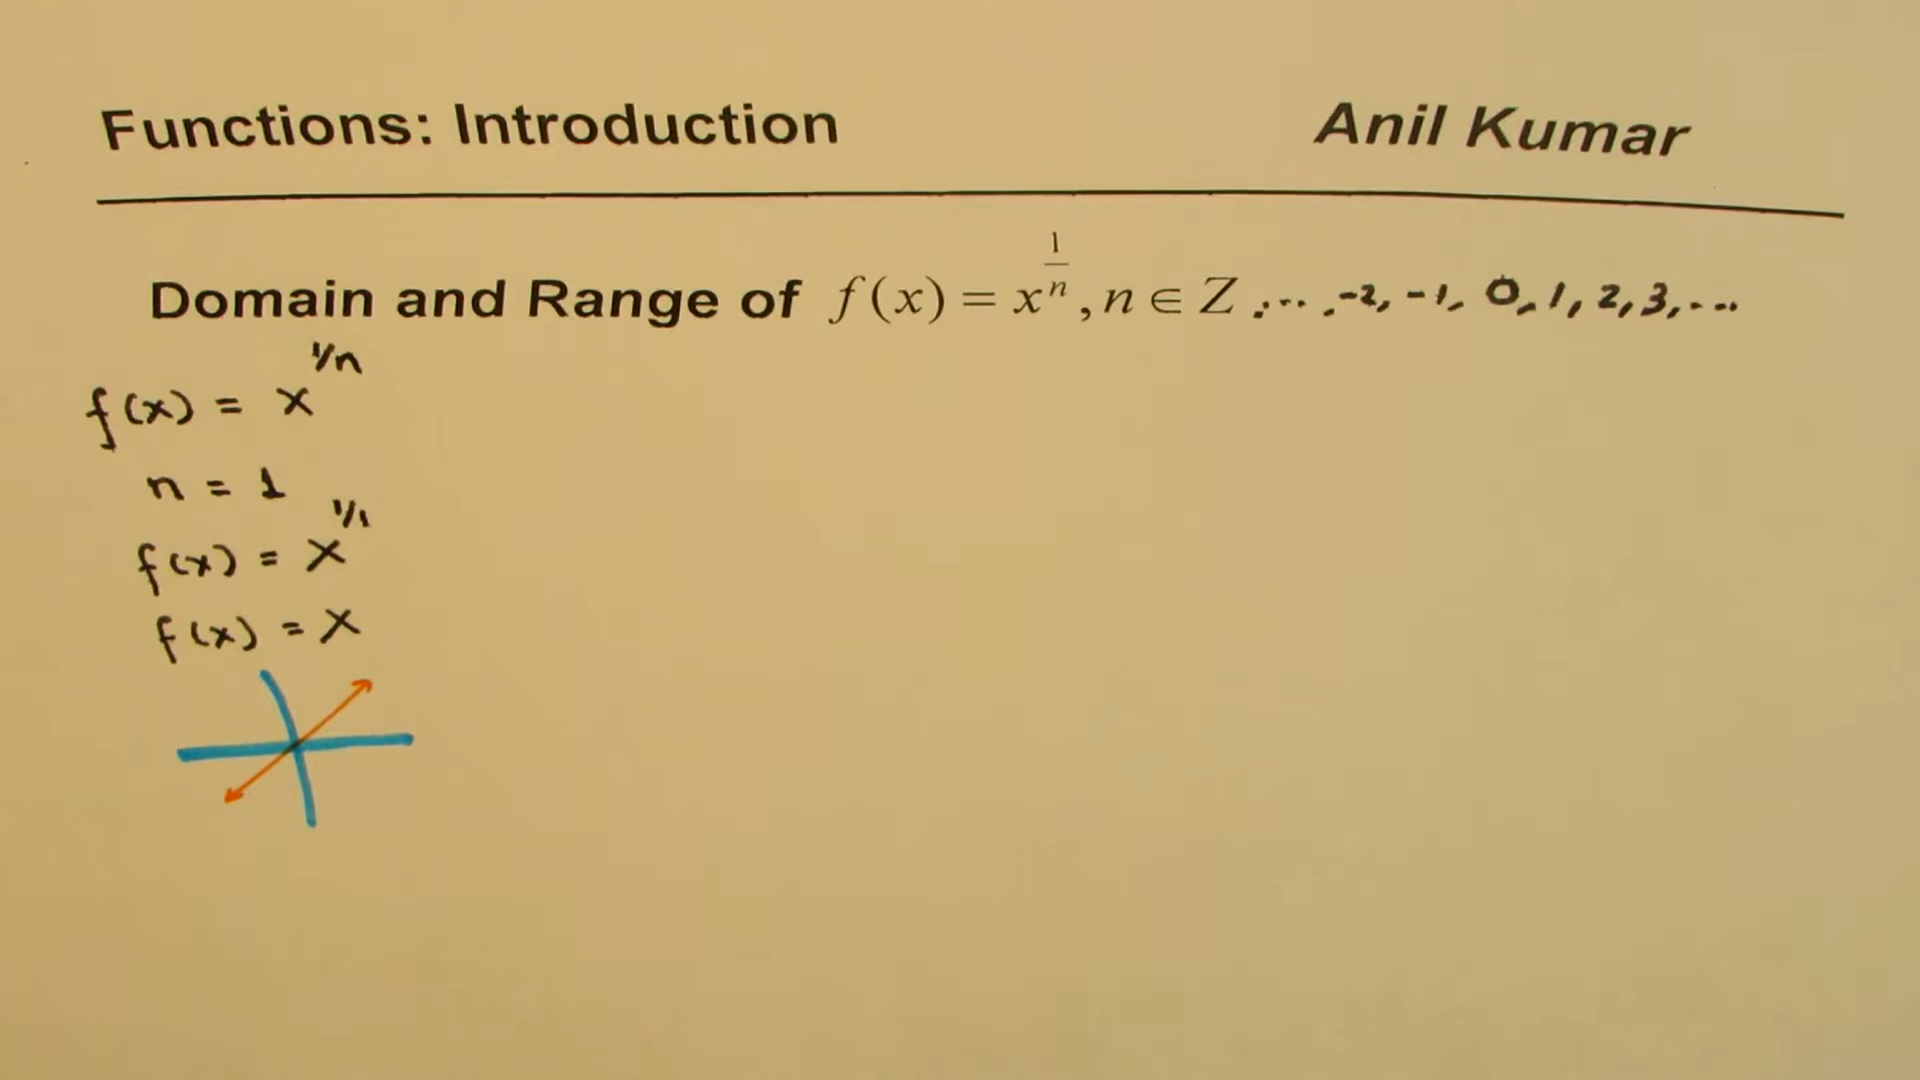 Functions: Introduction
Anil Kumar
Domain and Range of f(x) = x^{1/n}, n ∈ Z ... , -2, -1, 0, 1, 2, 3, ...
f(x) = x^{1/n}
n = 1
f(x) = x^{1/1}
f(x) = x